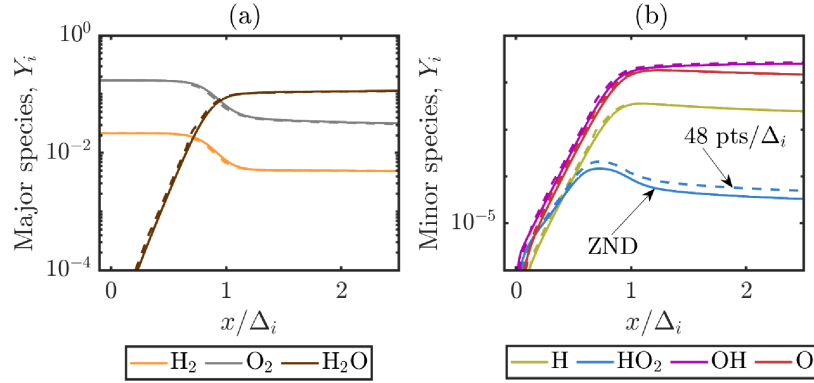 (a)
Major species, Y_i
10^0
10^{-2}
10^{-4}
0
1
2
x/Δ_i
H_2
O_2
H_2O
(b)
Minor species, Y_i
10^{-5}
48 pts/Δ_i
ZND
0
1
2
x/Δ_i
H
HO_2
OH
O